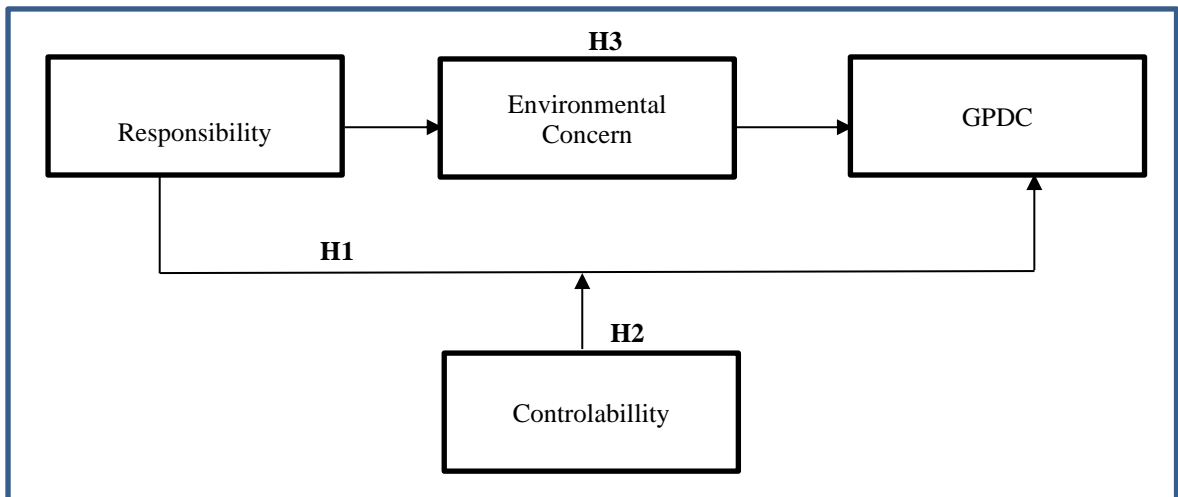 H3
Responsibility
Environmental
Concern
GPDC
H1
H2
Controlabillity